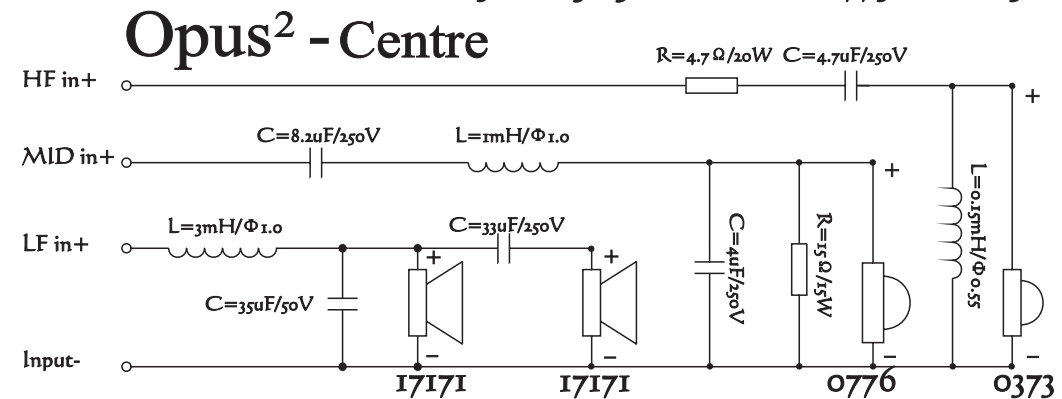 Opus² - Centre
R=4.7Ω/20W C=4.7uF/250V
HF in+
+
C=8.2uF/250V L=1mH/Φ1.0
MID in+
+
L=3mH/Φ1.0 C=33uF/250V
LF in+
+ +
C=35uF/50V
C=4uF/250V
R=15Ω/15W
L=0.15mH/Φ0.55
Input-
- - - -
17171 17171 0776 0373